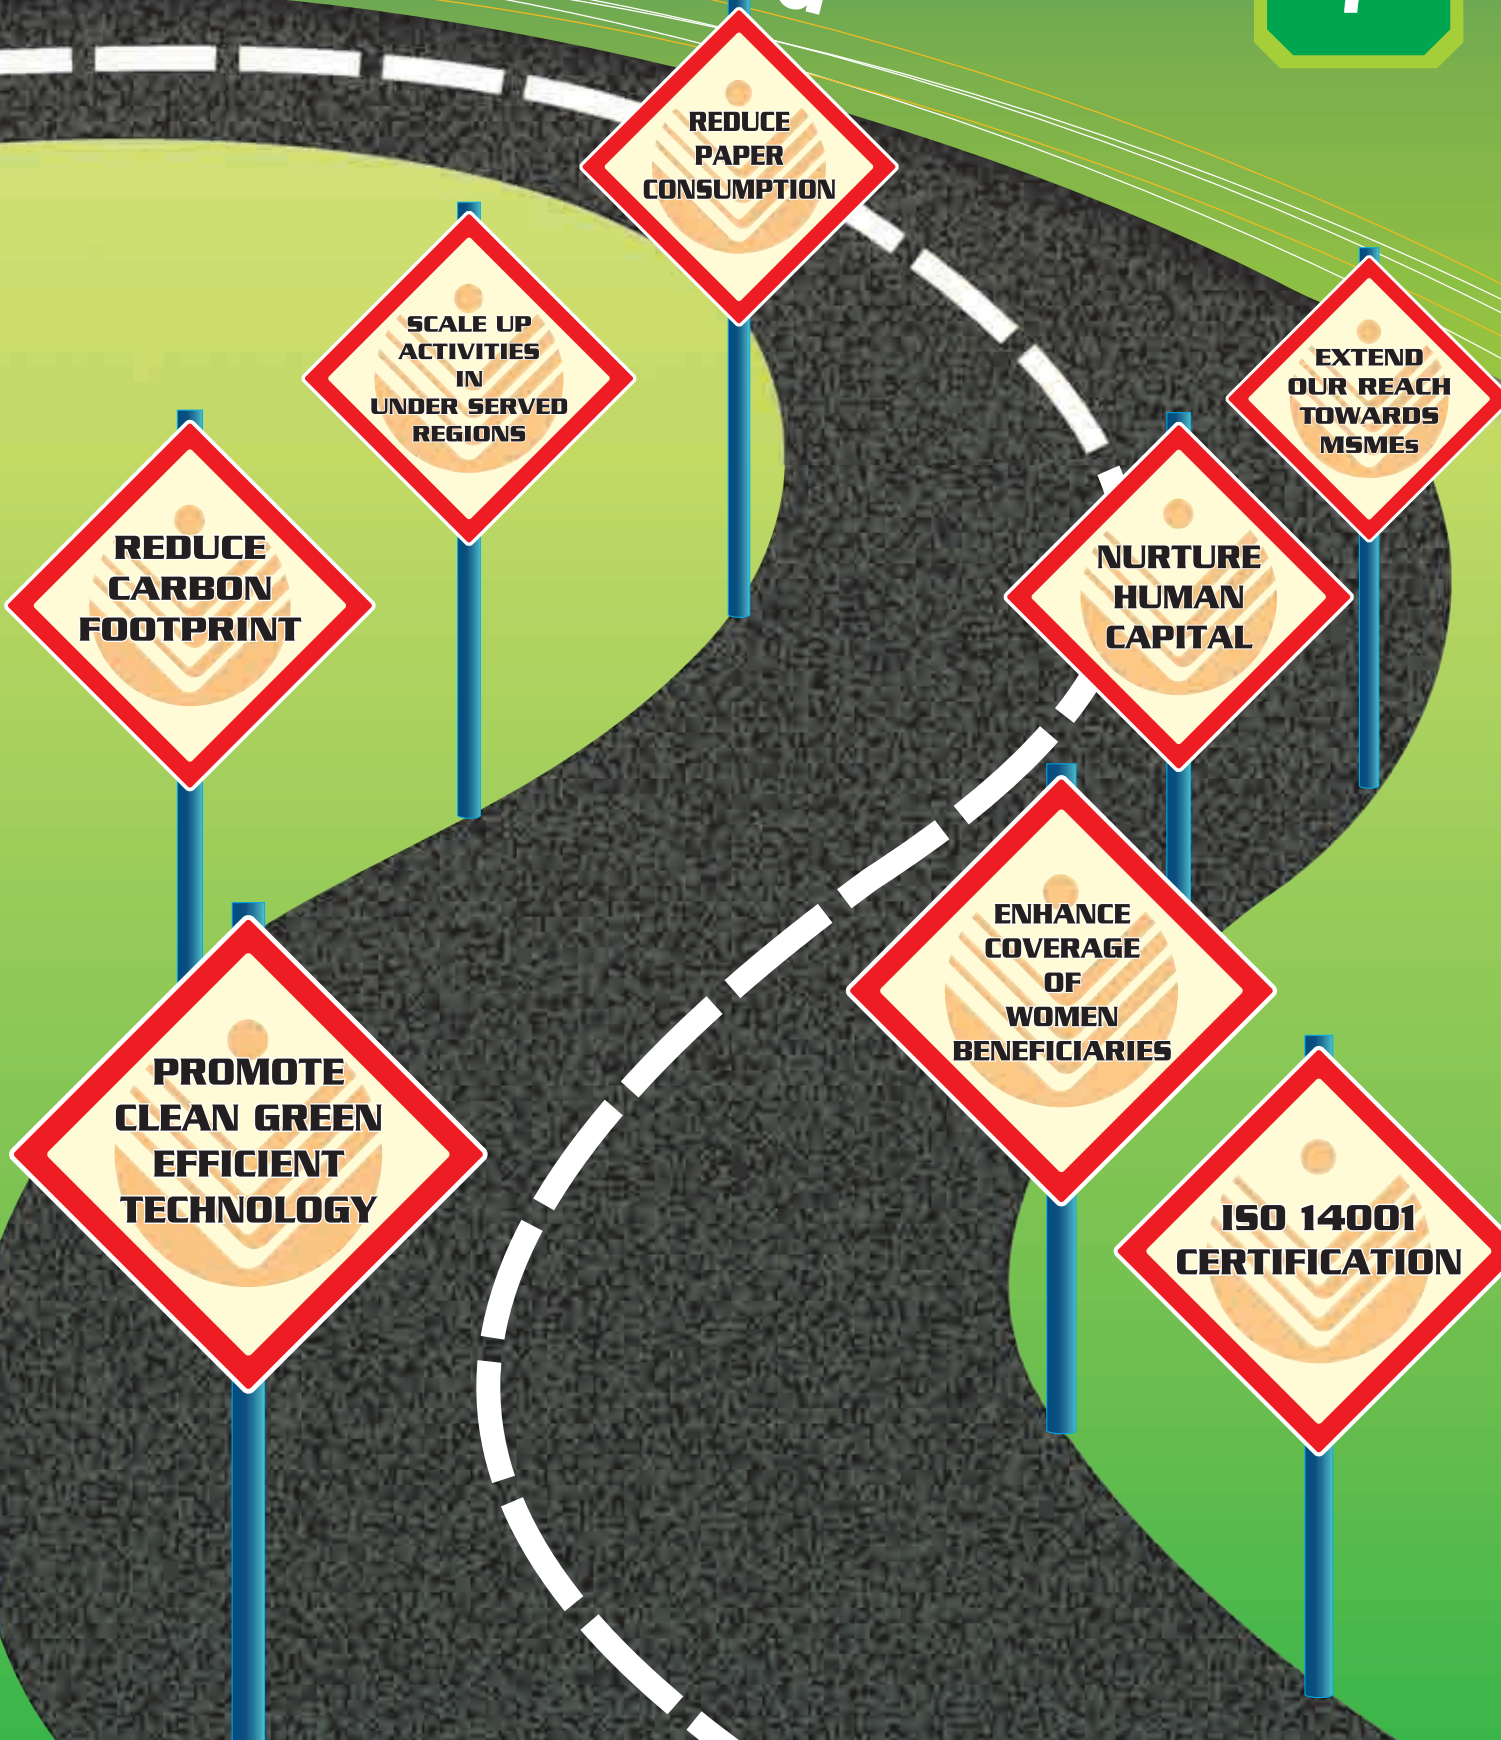 REDUCE
PAPER
CONSUMPTION
SCALE UP
ACTIVITIES
IN
UNDER SERVED
REGIONS
EXTEND
OUR REACH
TOWARDS
MSMEs
REDUCE
CARBON
FOOTPRINT
NURTURE
HUMAN
CAPITAL
ENHANCE
COVERAGE
OF
WOMEN
BENEFICIARIES
PROMOTE
CLEAN GREEN
EFFICIENT
TECHNOLOGY
ISO 14001
CERTIFICATION